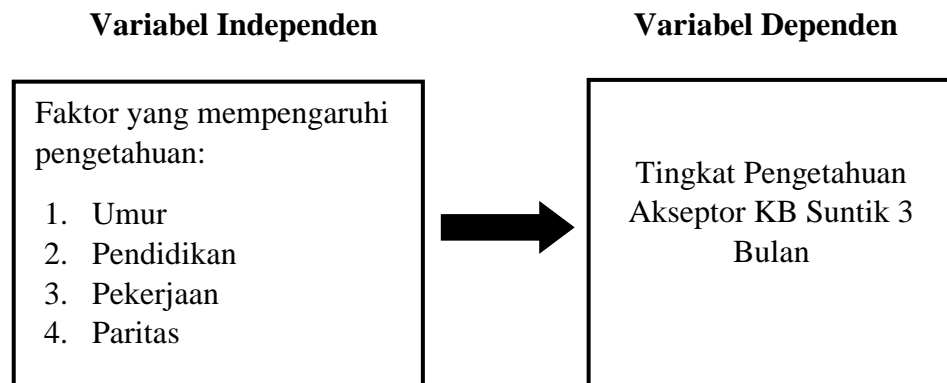 Variabel Independen
Variabel Dependen
Faktor yang mempengaruhi
pengetahuan:
1. Umur
2. Pendidikan
3. Pekerjaan
4. Paritas
Tingkat Pengetahuan
Akseptor KB Suntik 3
Bulan